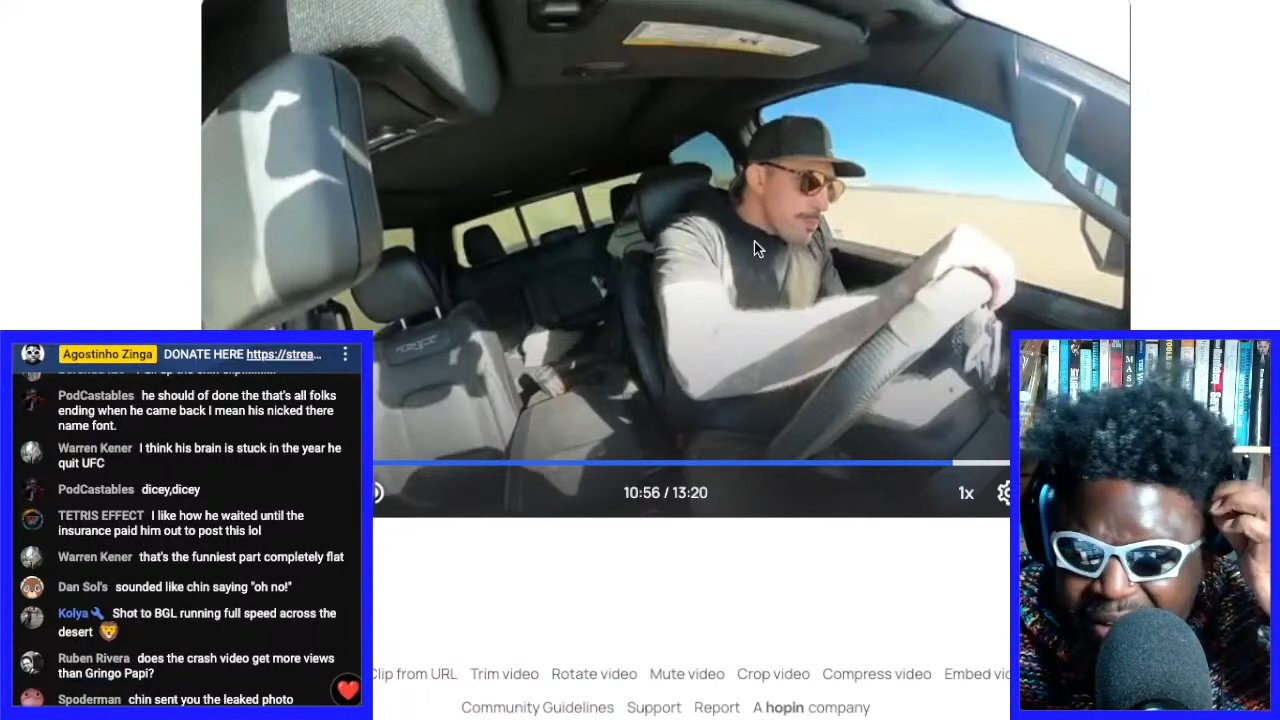 Agostinho Zinga DONATE HERE https://strea...
PodCastables he should of done the that's all folks
ending when he came back I mean his nicked there
name font.
Warren Kener I think his brain is stuck in the year he
quit UFC
PodCastables dicey,dicey
TETRIS EFFECT I like how he waited until the
insurance paid him out to post this lol
Warren Kener that's the funniest part completely flat
Dan Sol's sounded like chin saying "oh no!"
Kolya Shot to BGL running full speed across the
desert
Ruben Rivera does the crash video get more views
than Gringo Papi?
Spoderman chin sent you the leaked photo
10:56 / 13:20
1x
Clip from URL Trim video Rotate video Mute video Crop video Compress video Embed vid
Community Guidelines Support Report A hopin company